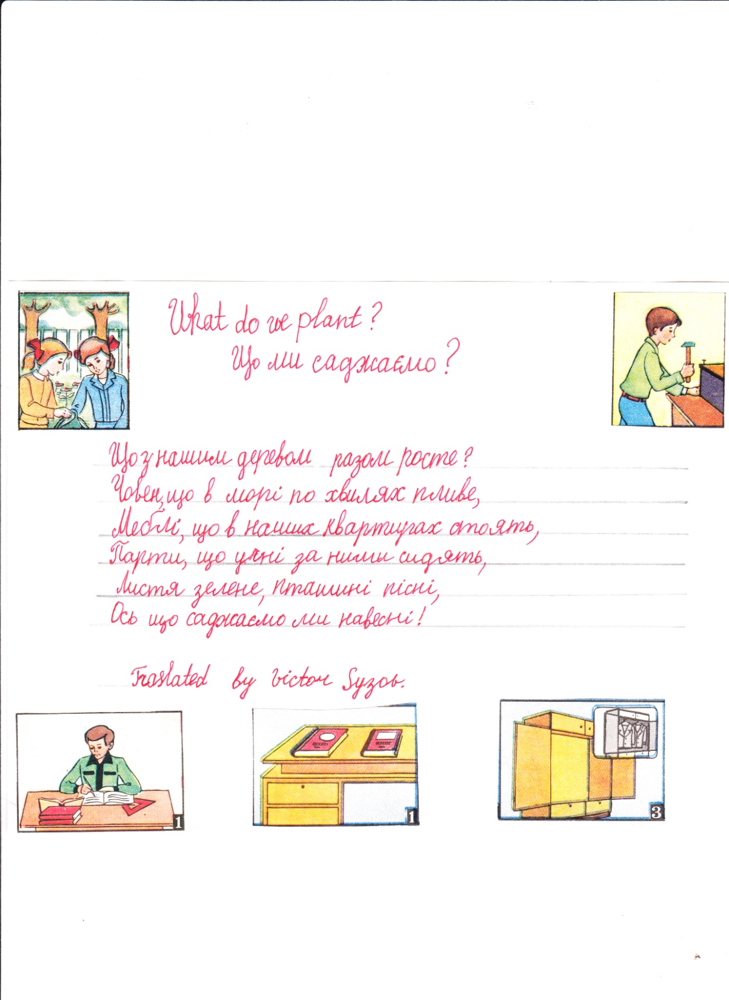 What do we plant?
Що ми саджаємо?
Що з нашим деревом разом росте?
Човен, що в морі по хвилях пливе,
Меблі, що в наших квартирах стоять,
Парти, що учні за ними сидять,
Листя зелене, пташині пісні,
Ось що саджаємо ми навесні!
Traslated by Victor Syzov.
1
1
3